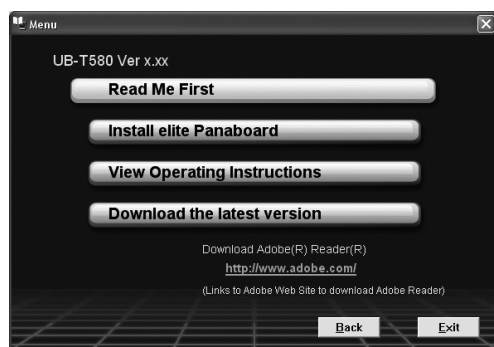 Menu
UB-T580 Ver x.xx
Read Me First
Install elite Panaboard
View Operating Instructions
Download the latest version
Download Adobe(R) Reader(R)
http://www.adobe.com/
(Links to Adobe Web Site to download Adobe Reader)
Back Exit